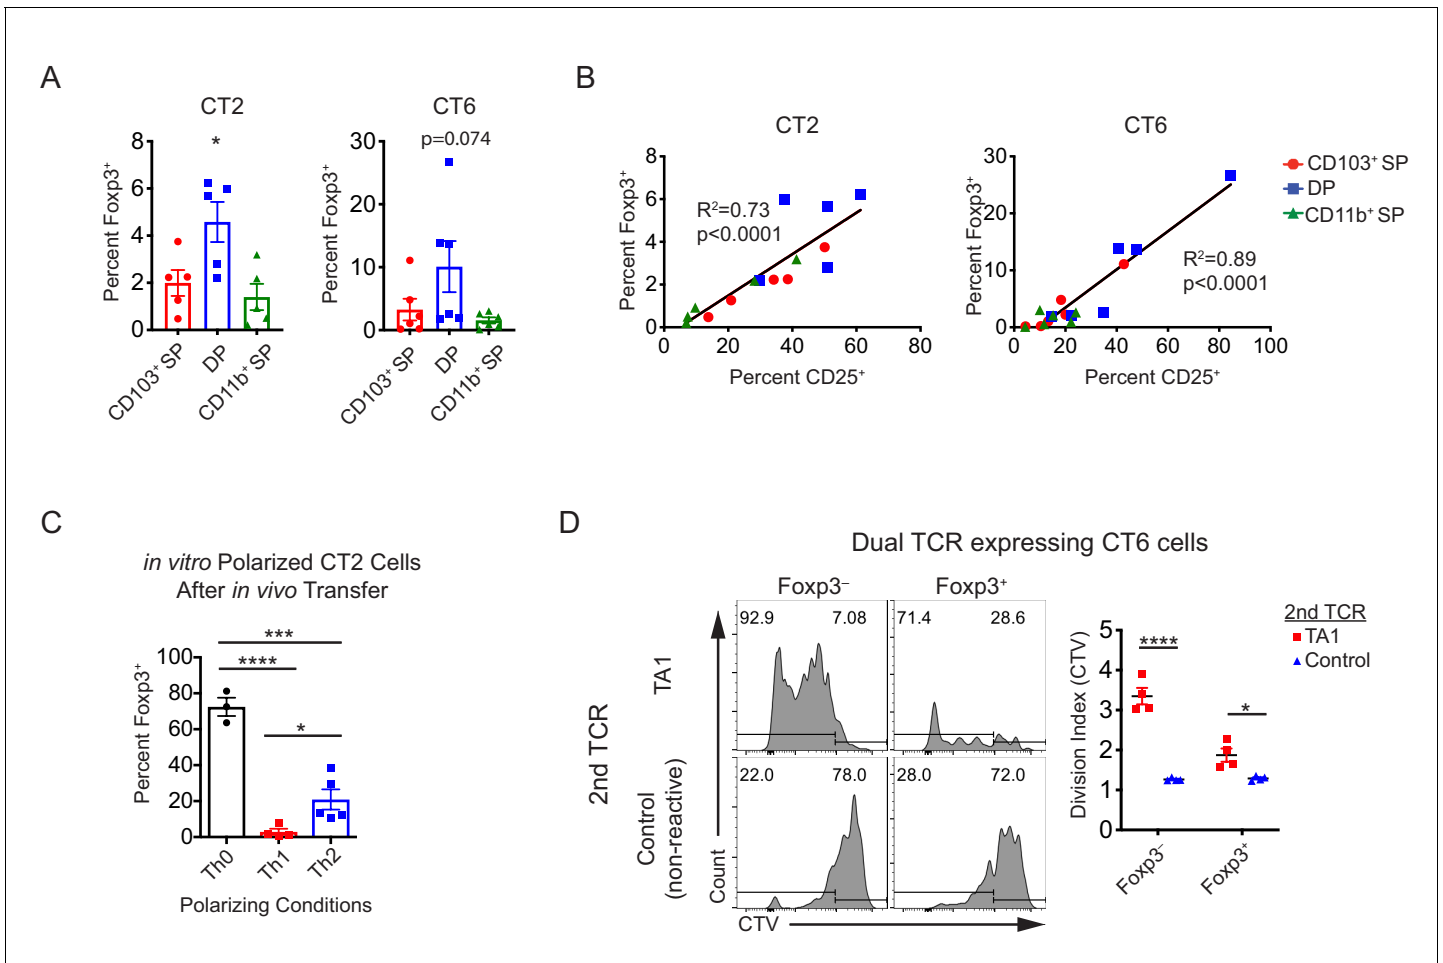 A
CT2
Percent Foxp3⁺
8
6
4
2
0
*
CD103⁺ SP
DP
CD11b⁺ SP
CT6
Percent Foxp3⁺
30
20
10
0
p=0.074
CD103⁺ SP
DP
CD11b⁺ SP
B
CT2
Percent Foxp3⁺
8
6
4
2
0
R²=0.73
p<0.0001
0 20 40 60 80
Percent CD25⁺
CT6
Percent Foxp3⁺
30
20
10
0
R²=0.89
p<0.0001
0 20 40 60 80 100
Percent CD25⁺
CD103⁺ SP
DP
CD11b⁺ SP
C
in vitro Polarized CT2 Cells
After in vivo Transfer
Percent Foxp3⁺
100
80
60
40
20
0
***
****
*
Th0
Th1
Th2
Polarizing Conditions
D
Dual TCR expressing CT6 cells
Foxp3⁻
Foxp3⁺
2nd TCR
TA1
92.9 7.08
71.4 28.6
Control
(non-reactive)
22.0 78.0
28.0 72.0
Count
CTV
Division Index (CTV)
5
4
3
2
1
0
****
*
Foxp3⁻
Foxp3⁺
2nd TCR
TA1
Control